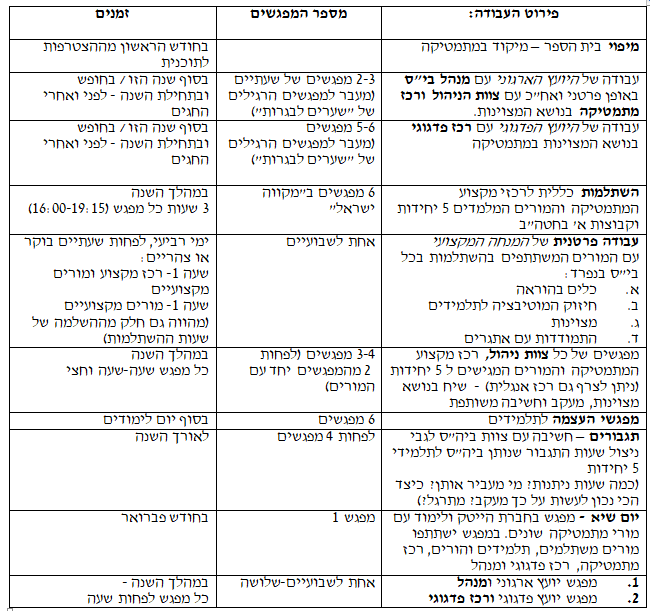 פירוט העבודה:
מספר המפגשים
זמנים
מיפוי בית הספר – מיקוד במתמטיקה
בחודש הראשון מההצטרפות
לתוכנית
עבודה של היועץ הארגוני עם מנהל בי"ס
באופן פרטני ואח"כ עם צוות הניהול ורכז
מתמטיקה בנושא המצוינות.
2-3 מפגשים של שעתיים
(מעבר למפגשים הרגילים
של "שערים לבגרות")
בסוף שנה הזו / בחופש
ובתחילת השנה - לפני ואחרי
החגים
עבודה של היועץ הפדגוגי עם רכז פדגוגי
בנושא המצוינות במתמטיקה
5-6 מפגשים
(מעבר למפגשים הרגילים
של "שערים לבגרות")
בסוף שנה הזו / בחופש
ובתחילת השנה - לפני ואחרי
החגים
השתלמות כללית לרכזי מקצוע
המתמטיקה והמורים המלמדים 5 יחידות
וקבוצות א' בחטה"ב
6 מפגשים ב"מקווה
ישראל"
במהלך השנה
3 שעות כל מפגש (16:00-19:15)
עבודה פרטנית של המנחה המקצועי
עם המורים המשתתפים בהשתלמות בכל
בי"ס בנפרד:
א. כלים בהוראה
ב. חיזוק המוטיבציה לתלמידים
ג. מצוינות
ד. התמודדות עם אתגרים
אחת לשבועיים
ימי רביעי, לפחות שעתיים בוקר
או צהריים:
שעה 1- רכז מקצוע ומורים
מקצועיים
שעה 1- מורים מקצועיים
(מהווה גם חלק מההשלמה של
שעות ההשתלמות)
מפגשים של כל צוות ניהול, רכז מקצוע
המתמטיקה והמורים המגישים ל 5 יחידות
(ניתן לצרף גם רכז אנגלית) - שיח בנושא
מצוינות, מעקב וחשיבה משותפת
3-4 מפגשים (לפחות
2 מהמפגשים יחד עם
המורים)
במהלך השנה
כל מפגש שעה-שעה וחצי
מפגשי העצמה לתלמידים
6 מפגשים
בסוף יום לימודים
תגבורים – חשיבה עם צוות ביה"ס לגבי
ניצול שעות התגבור שנותן ביה"ס לתלמידי
5 יחידות
(כמה שעות ניתנות? מי מעביר אותן? כיצד
הכי נכון לעשות על כך מעקב? מתרגל?)
לפחות 4 מפגשים
לאורך השנה
יום שיא - מפגש בחברת הייטק ולימוד עם
מורי מתמטיקה שונים. במפגש ישתתפו
מורים משתלמים, תלמידים והורים, רכז
מתמטיקה, רכז פדגוגי ומנהל
מפגש 1
בחודש פברואר
1. מפגש יועץ ארגוני ומנהל
2. מפגש יועץ פדגוגי ורכז פדגוגי
אחת לשבועיים-שלושה
במהלך השנה -
כל מפגש לפחות שעה